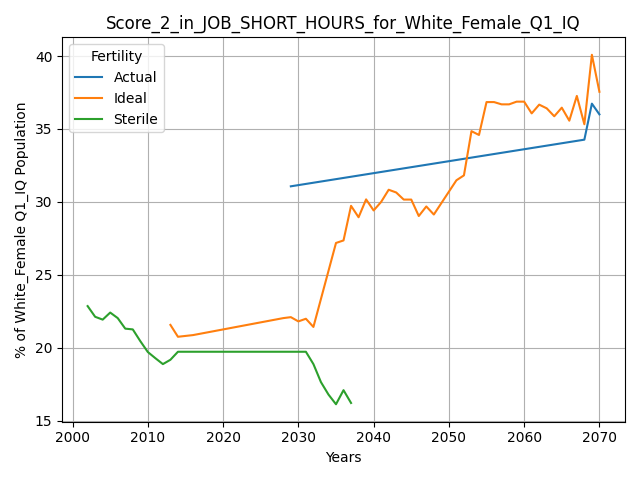 Score_2_in_JOB_SHORT_HOURS_for_White_Female_Q1_IQ
Fertility
Actual
Ideal
Sterile
% of White_Female Q1_IQ Population
40
35
30
25
20
15
2000 2010 2020 2030 2040 2050 2060 2070
Years